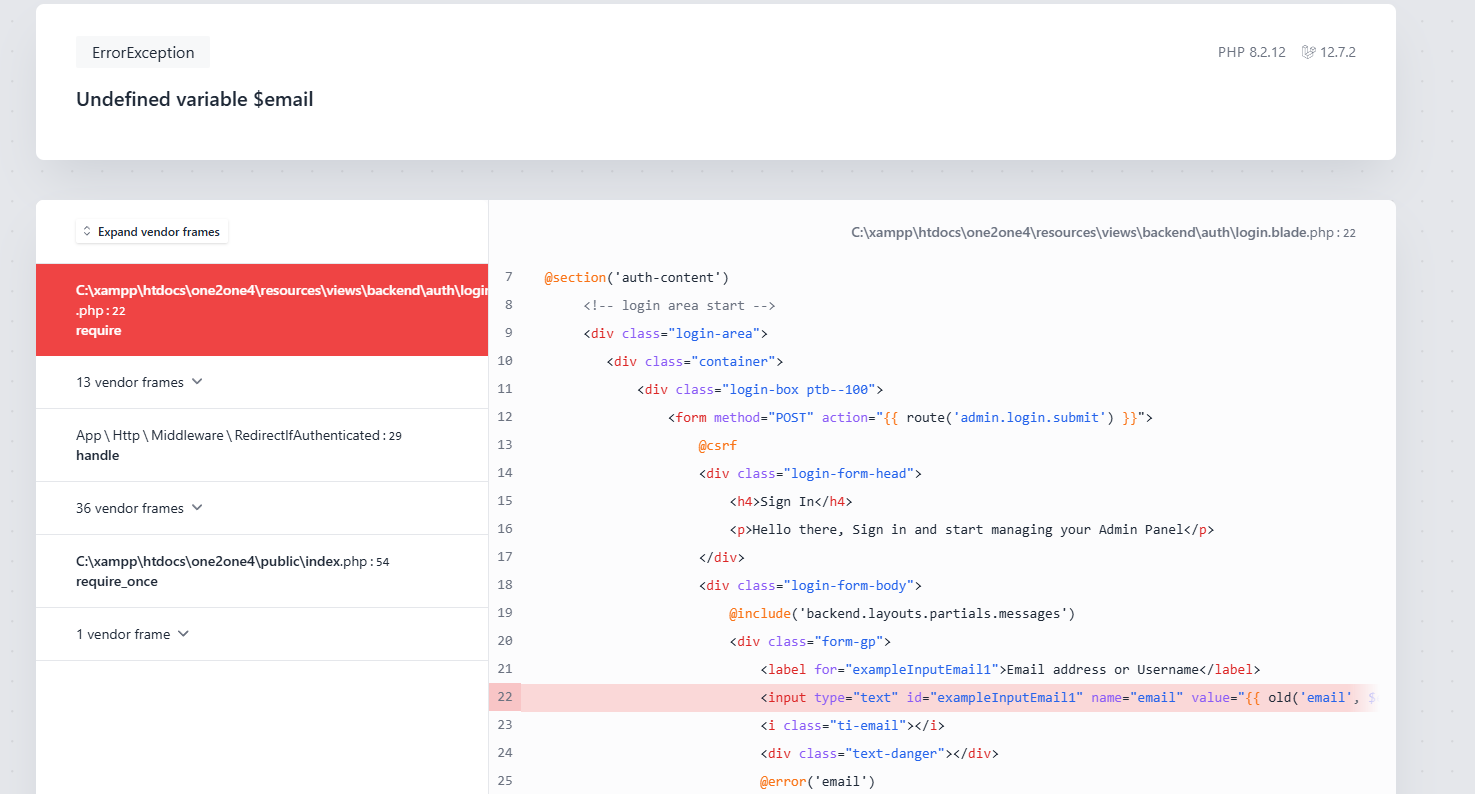 ErrorException
PHP 8.2.12 12.7.2
Undefined variable $email
Expand vendor frames
C:\xampp\htdocs\one2one4\resources\views\backend\auth\login
.php : 22
require
13 vendor frames
App \ Http \ Middleware \ RedirectIfAuthenticated : 29
handle
36 vendor frames
C:\xampp\htdocs\one2one4\public\index.php : 54
require_once
1 vendor frame
C:\xampp\htdocs\one2one4\resources\views\backend\auth\login.blade.php : 22
7 @section('auth-content')
8 <!-- login area start -->
9 <div class="login-area">
10 <div class="container">
11 <div class="login-box ptb--100">
12 <form method="POST" action="{{ route('admin.login.submit') }}">
13 @csrf
14 <div class="login-form-head">
15 <h4>Sign In</h4>
16 <p>Hello there, Sign in and start managing your Admin Panel</p>
17 </div>
18 <div class="login-form-body">
19 @include('backend.layouts.partials.messages')
20 <div class="form-gp">
21 <label for="exampleInputEmail1">Email address or Username</label>
22 <input type="text" id="exampleInputEmail1" name="email" value="{{ old('email', $
23 <i class="ti-email"></i>
24 <div class="text-danger"></div>
25 @error('email')